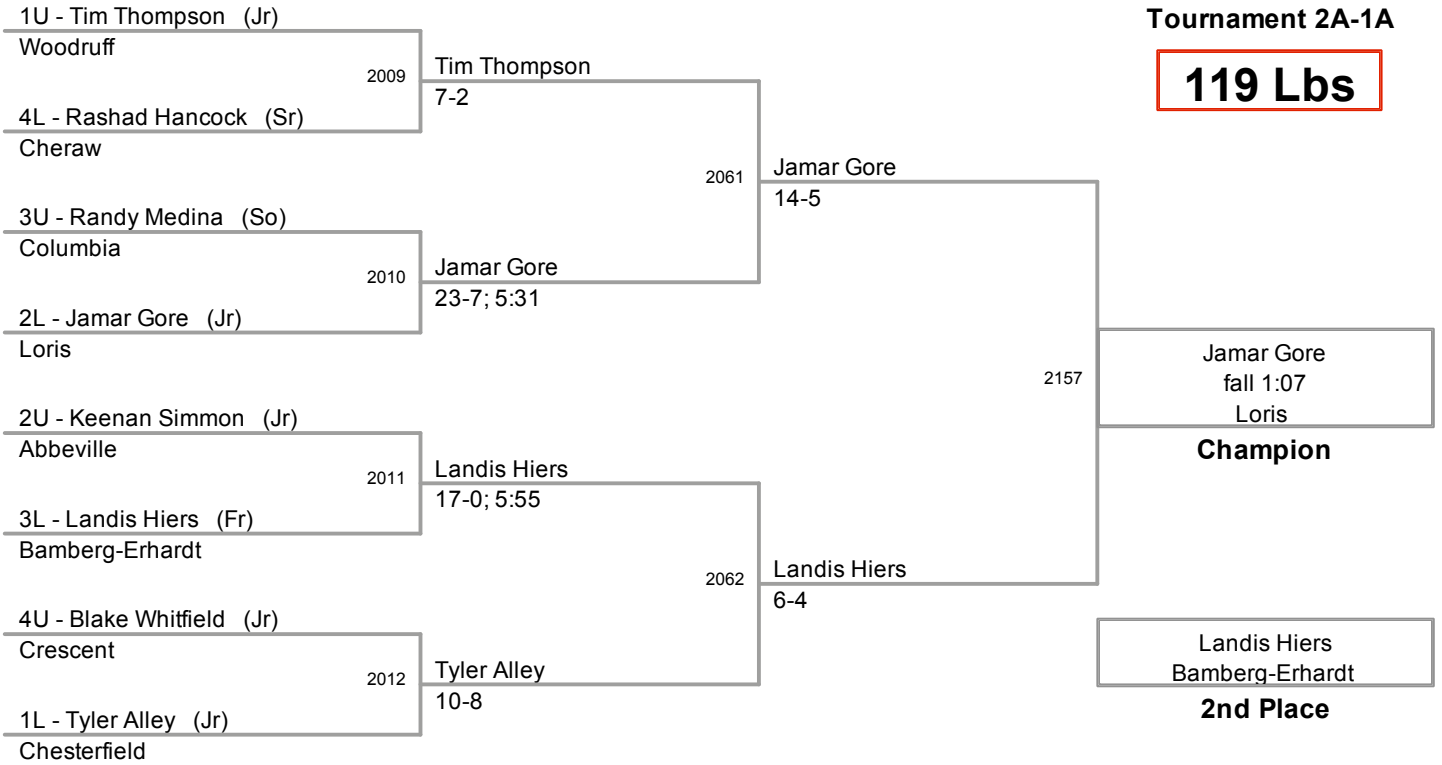 Tournament 2A-1A
119 Lbs
1U - Tim Thompson (Jr)
Woodruff
2009
Tim Thompson
7-2
4L - Rashad Hancock (Sr)
Cheraw
2061
Jamar Gore
14-5
3U - Randy Medina (So)
Columbia
2010
Jamar Gore
23-7; 5:31
2L - Jamar Gore (Jr)
Loris
2157
Jamar Gore
fall 1:07
Loris
Champion
2U - Keenan Simmon (Jr)
Abbeville
2011
Landis Hiers
17-0; 5:55
3L - Landis Hiers (Fr)
Bamberg-Erhardt
2062
Landis Hiers
6-4
4U - Blake Whitfield (Jr)
Crescent
2012
Tyler Alley
10-8
1L - Tyler Alley (Jr)
Chesterfield
Landis Hiers
Bamberg-Erhardt
2nd Place